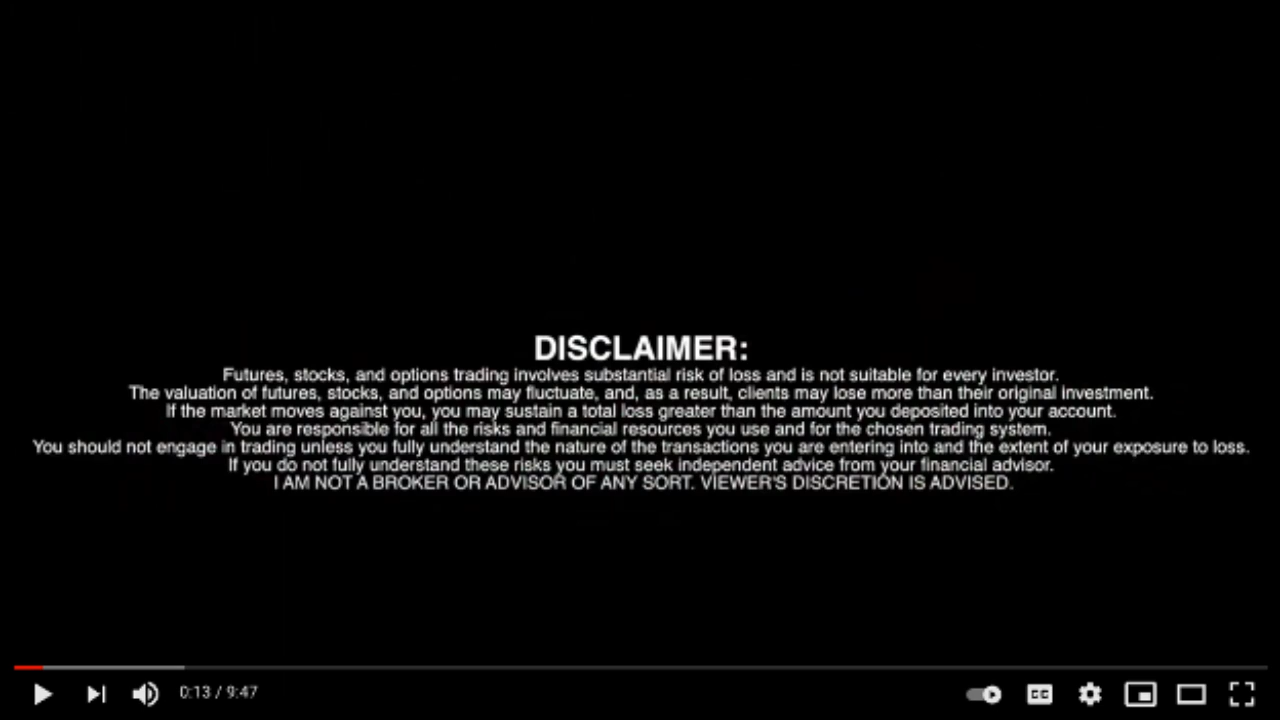 DISCLAIMER:
Futures, stocks, and options trading involves substantial risk of loss and is not suitable for every investor.
The valuation of futures, stocks, and options may fluctuate, and, as a result, clients may lose more than their original investment.
If the market moves against you, you may sustain a total loss greater than the amount you deposited into your account.
You are responsible for all the risks and financial resources you use and for the chosen trading system.
You should not engage in trading unless you fully understand the nature of the transactions you are entering into and the extent of your exposure to loss.
If you do not fully understand these risks you must seek independent advice from your financial advisor.
I AM NOT A BROKER OR ADVISOR OF ANY SORT. VIEWER'S DISCRETION IS ADVISED.
0:13 / 9:47
CC